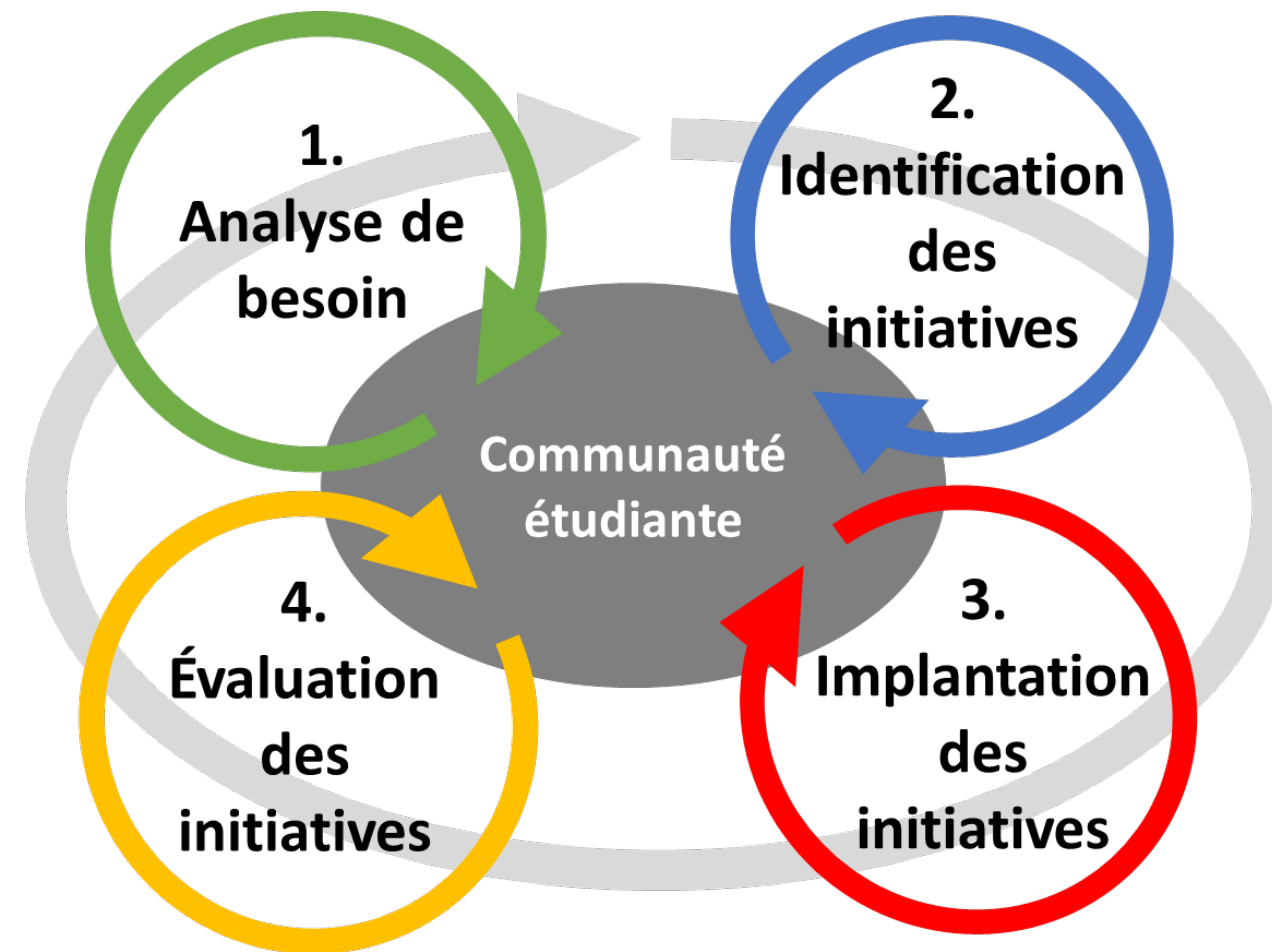 1.
Analyse de
besoin
2.
Identification
des
initiatives
Communauté
étudiante
3.
Implantation
des
initiatives
4.
Évaluation
des
initiatives